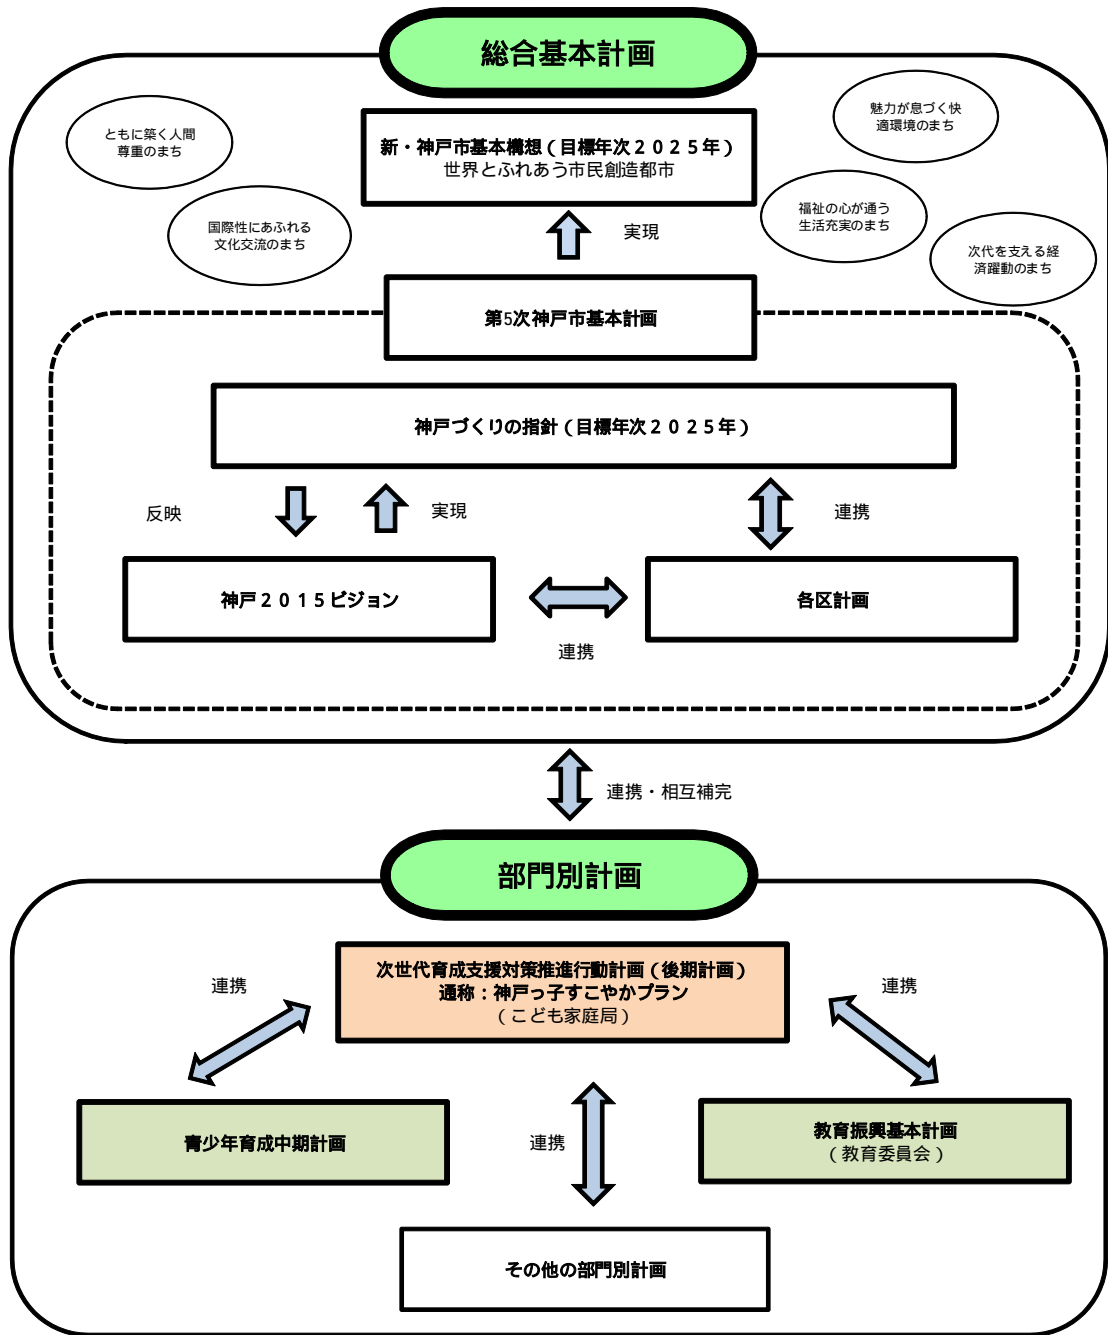 総合基本計画
ともに築く人間
尊重のまち
魅力が息づく快
適環境のまち
新・神戸市基本構想（目標年次２０２５年）
世界とふれあう市民創造都市
国際性にあふれる
文化交流のまち
福祉の心が通う
生活充実のまち
実現
次代を支える経
済躍動のまち
第5次神戸市基本計画
神戸づくりの指針（目標年次２０２５年）
反映
実現
連携
神戸２０１５ビジョン
各区計画
連携
連携・相互補完
部門別計画
次世代育成支援対策推進行動計画（後期計画）
通称：神戸っ子すこやかプラン
（こども家庭局）
連携
連携
青少年育成中期計画
連携
教育振興基本計画
（教育委員会）
その他の部門別計画